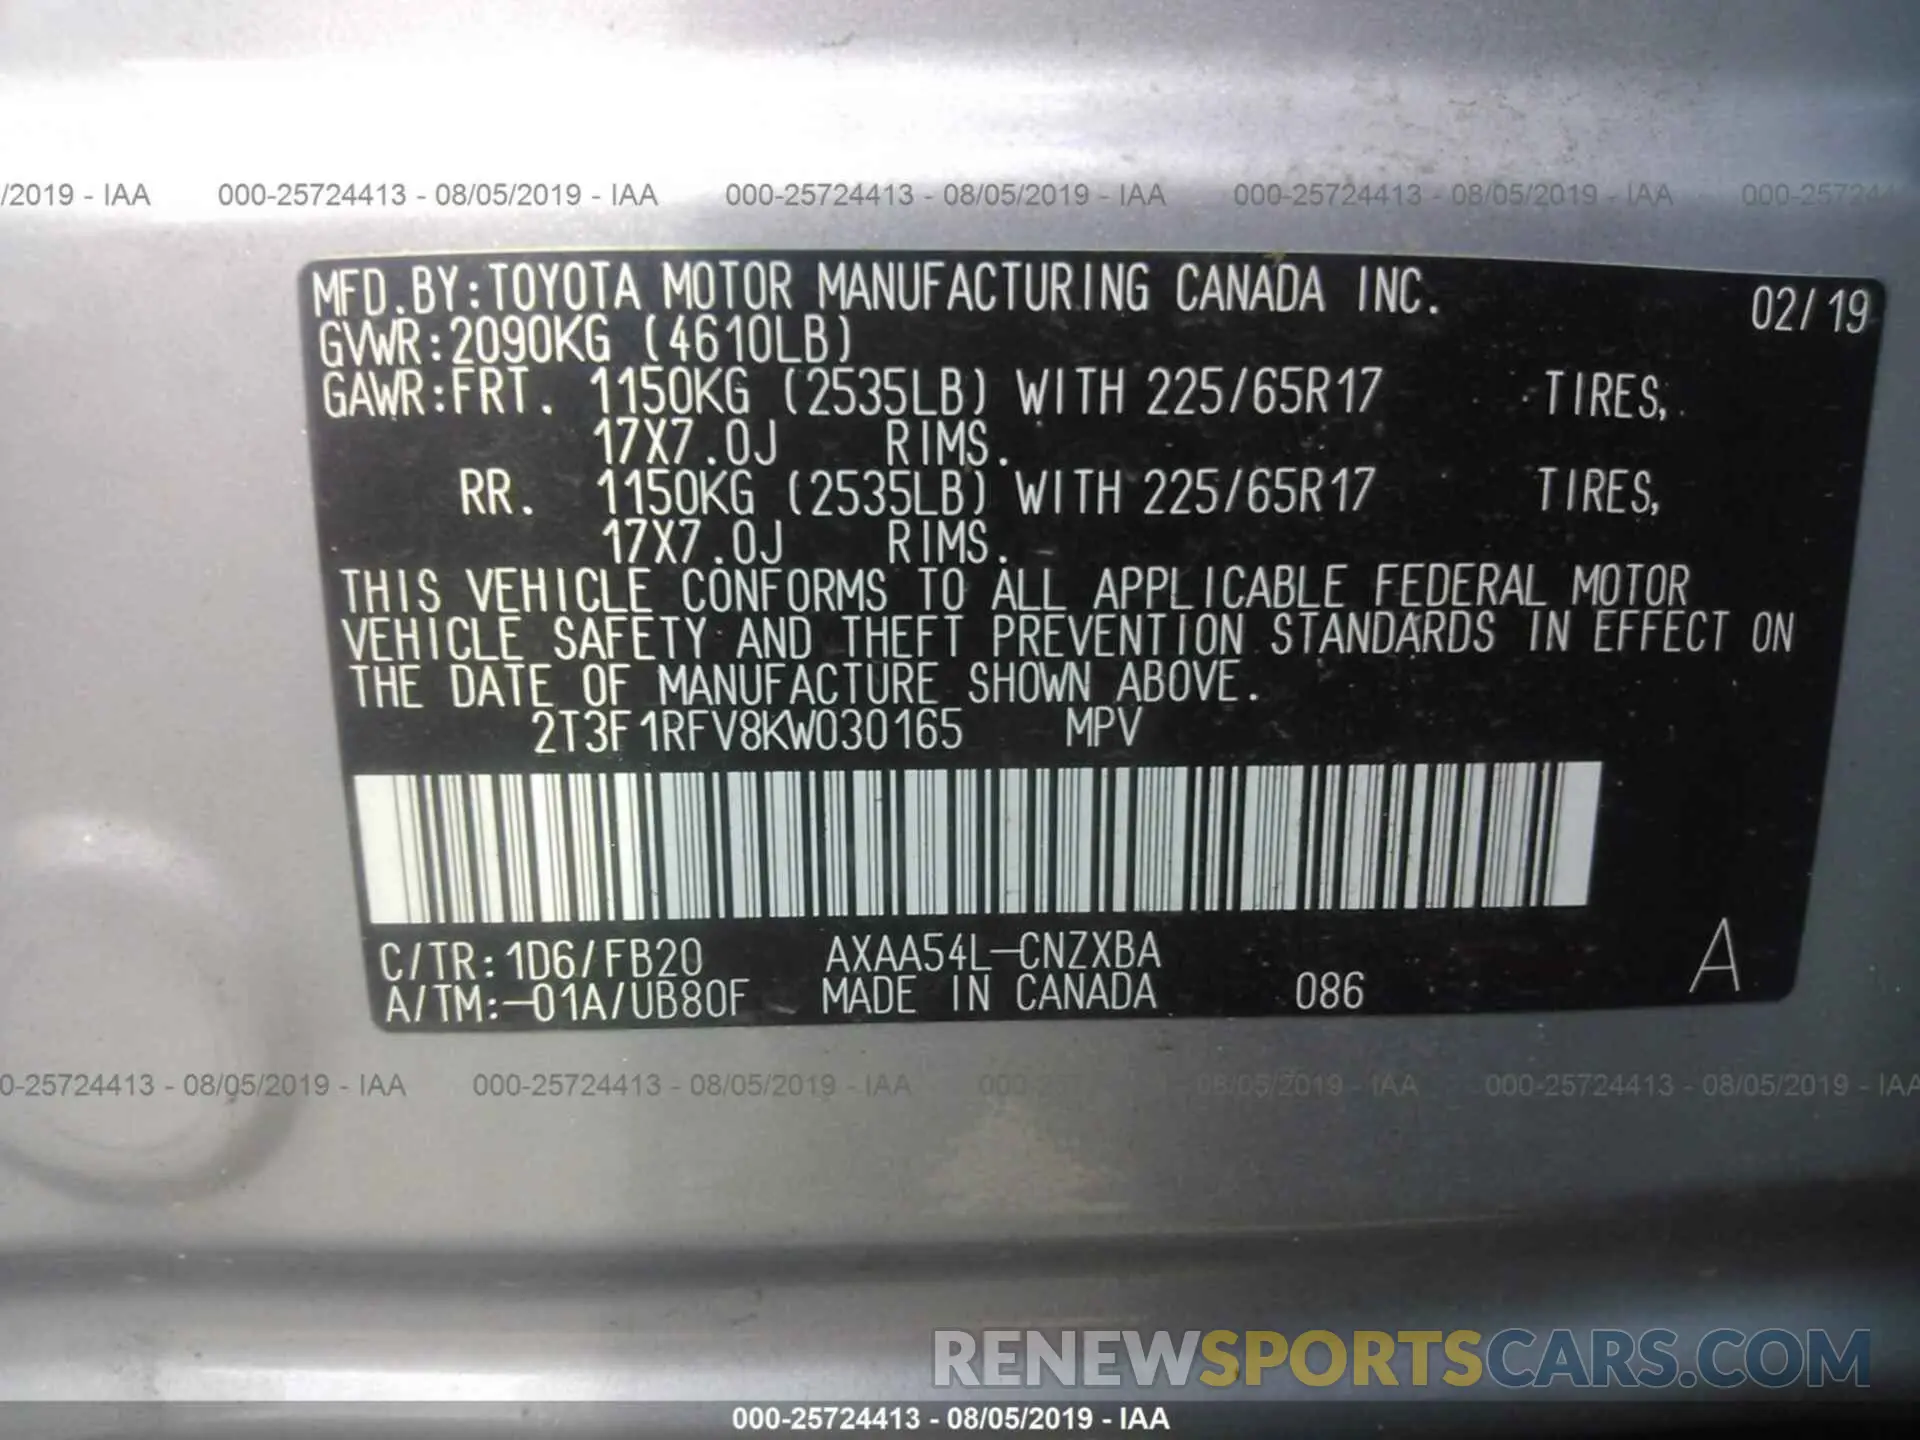 /2019 - IAA 000-25724413 - 08/05/2019 - IAA 000-25724413 - 08/05/2019 - IAA 000-25724413 - 08/05/2019 - IAA 000-25724
MFD.BY:TOYOTA MOTOR MANUFACTURING CANADA INC. 02/19
GVWR:2090KG (4610LB)
GAWR:FRT. 1150KG (2535LB) WITH 225/65R17 TIRES,
17X7.0J RIMS.
RR. 1150KG (2535LB) WITH 225/65R17 TIRES,
17X7.0J RIMS.
THIS VEHICLE CONFORMS TO ALL APPLICABLE FEDERAL MOTOR
VEHICLE SAFETY AND THEFT PREVENTION STANDARDS IN EFFECT ON
THE DATE OF MANUFACTURE SHOWN ABOVE.
2T3F1RFV8KW030165 MPV
C/TR:1D6/FB20 AXAA54L-CNZXBA A
A/TM:-01A/UB80F MADE IN CANADA 086
0-25724413 - 08/05/2019 - IAA 000-25724413 - 08/05/2019 - IAA 08/05/2019 - IAA 000-25724413 - 08/05/2019 - IAA
RENEWSPORTSCARS.COM
000-25724413 - 08/05/2019 - IAA